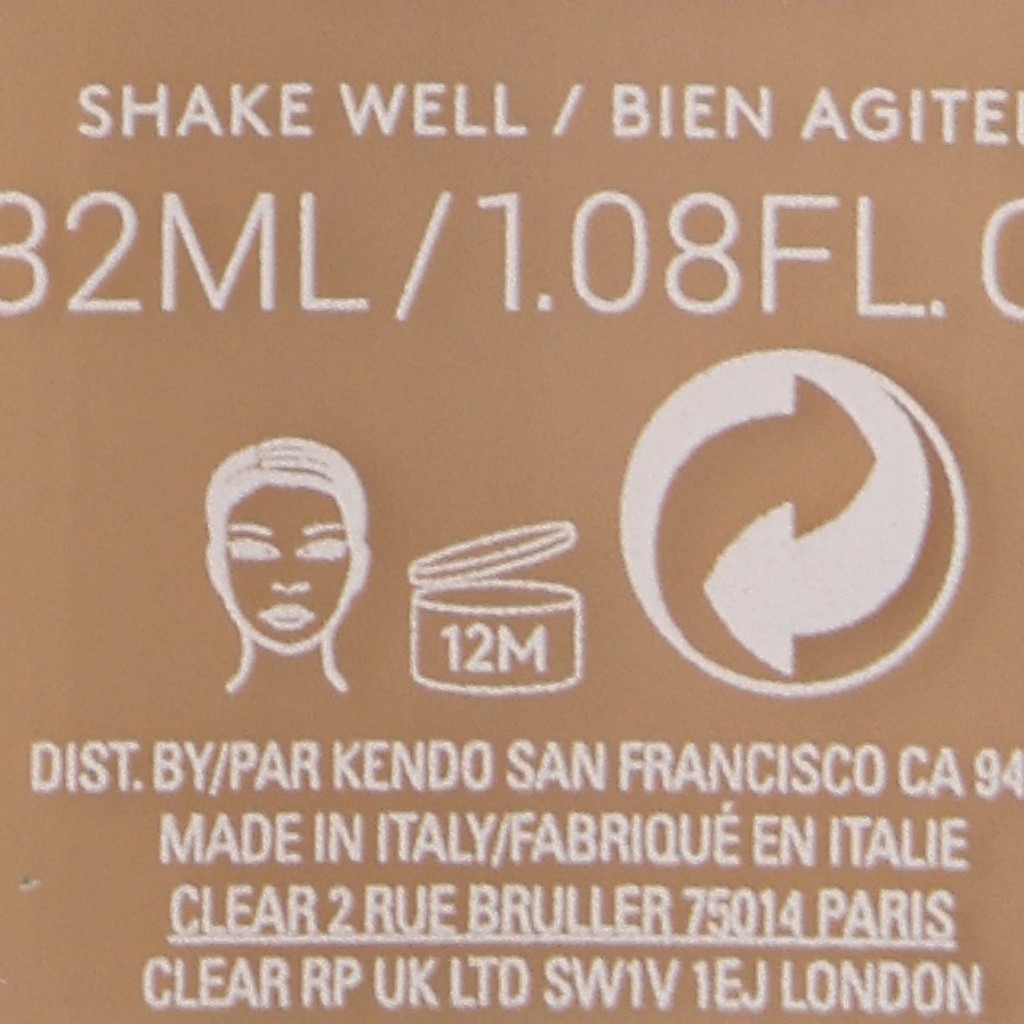 SHAKE WELL / BIEN AGITER
32ML/1.08FL.
12M
DIST. BY/PAR KENDO SAN FRANCISCO CA 94
MADE IN ITALY/FABRIQUÉ EN ITALIE
CLEAR 2 RUE BRULLER 75014 PARIS
CLEAR RP UK LTD SW1V 1EJ LONDON